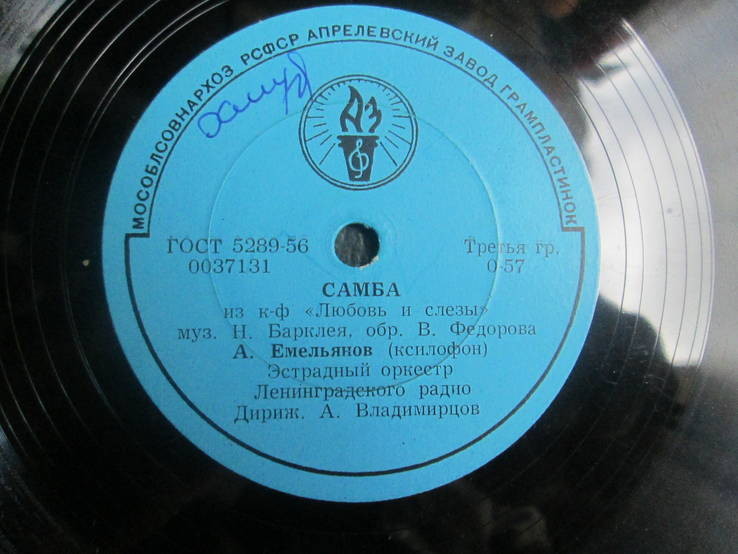 МОСОБЛСОВНАРХОЗ РСФСР АПРЕЛЕВСКИЙ ЗАВОД ГРАМПЛАСТИНОК
АЗ
ГОСТ 5289-56
0037131
Третья гр.
0-57
САМБА
из к-ф «Любовь и слезы»
муз. Н. Барклея, обр. В. Федорова
А. Емельянов (ксилофон)
Эстрадный оркестр
Ленинградского радио
Дириж. А. Владимирцов